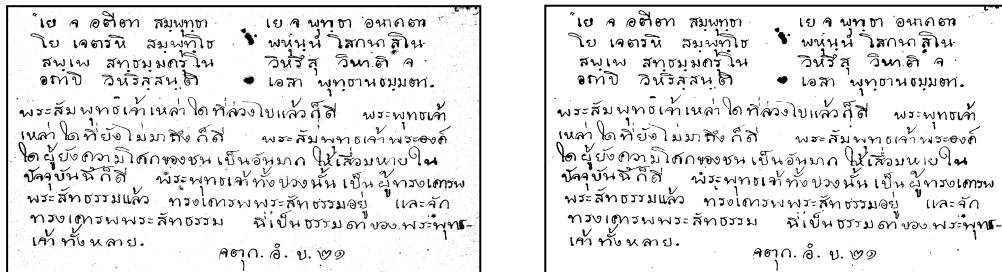 เย จ อตีตา สมฺพุทฺธา เย จ พุทฺธา อนาคตา
โย เจตรหิ สมฺพุทฺโธ พหุนฺนํ โสกนาสโน
สพฺเพ สทฺธมฺมครุโน วิหรึสุ วิหาติ จ
อถาปิ วิหริสฺสนฺติ เอสา พุทฺธานธมฺมตา.
พระสัมพุทธเจ้าเหล่าใดที่ล่วงไปแล้วก็ดี พระพุทธเจ้า
เหล่าใดที่ยังไม่มาถึงก็ดี พระสัมพุทธเจ้าพระองค์
ใดผู้ยังความโศกของชนเป็นอันมาก ให้เสื่อมหายใน
ปัจจุบันนี้ก็ดี พระพุทธเจ้าทั้งปวงนั้นเป็นผู้ทรงเคารพ
พระสัทธรรมแล้ว ทรงเคารพพระสัทธรรมอยู่ และจัก
ทรงเคารพพระสัทธรรม นี่เป็นธรรมดาของพระพุทธ-
เจ้าทั้งหลาย.
จตุก. อํ. บ. ๒๑
เย จ อตีตา สมฺพุทฺธา เย จ พุทฺธา อนาคตา
โย เจตรหิ สมฺพุทฺโธ พหุนฺนํ โสกนาสโน
สพฺเพ สทฺธมฺมครุโน วิหรึสุ วิหาติ จ
อถาปิ วิหริสฺสนฺติ เอสา พุทฺธานธมฺมตา.
พระสัมพุทธเจ้าเหล่าใดที่ล่วงไปแล้วก็ดี พระพุทธเจ้า
เหล่าใดที่ยังไม่มาถึงก็ดี พระสัมพุทธเจ้าพระองค์
ใดผู้ยังความโศกของชนเป็นอันมาก ให้เสื่อมหายใน
ปัจจุบันนี้ก็ดี พระพุทธเจ้าทั้งปวงนั้นเป็นผู้ทรงเคารพ
พระสัทธรรมแล้ว ทรงเคารพพระสัทธรรมอยู่ และจัก
ทรงเคารพพระสัทธรรม นี่เป็นธรรมดาของพระพุทธ-
เจ้าทั้งหลาย.
จตุก. อํ. บ. ๒๑